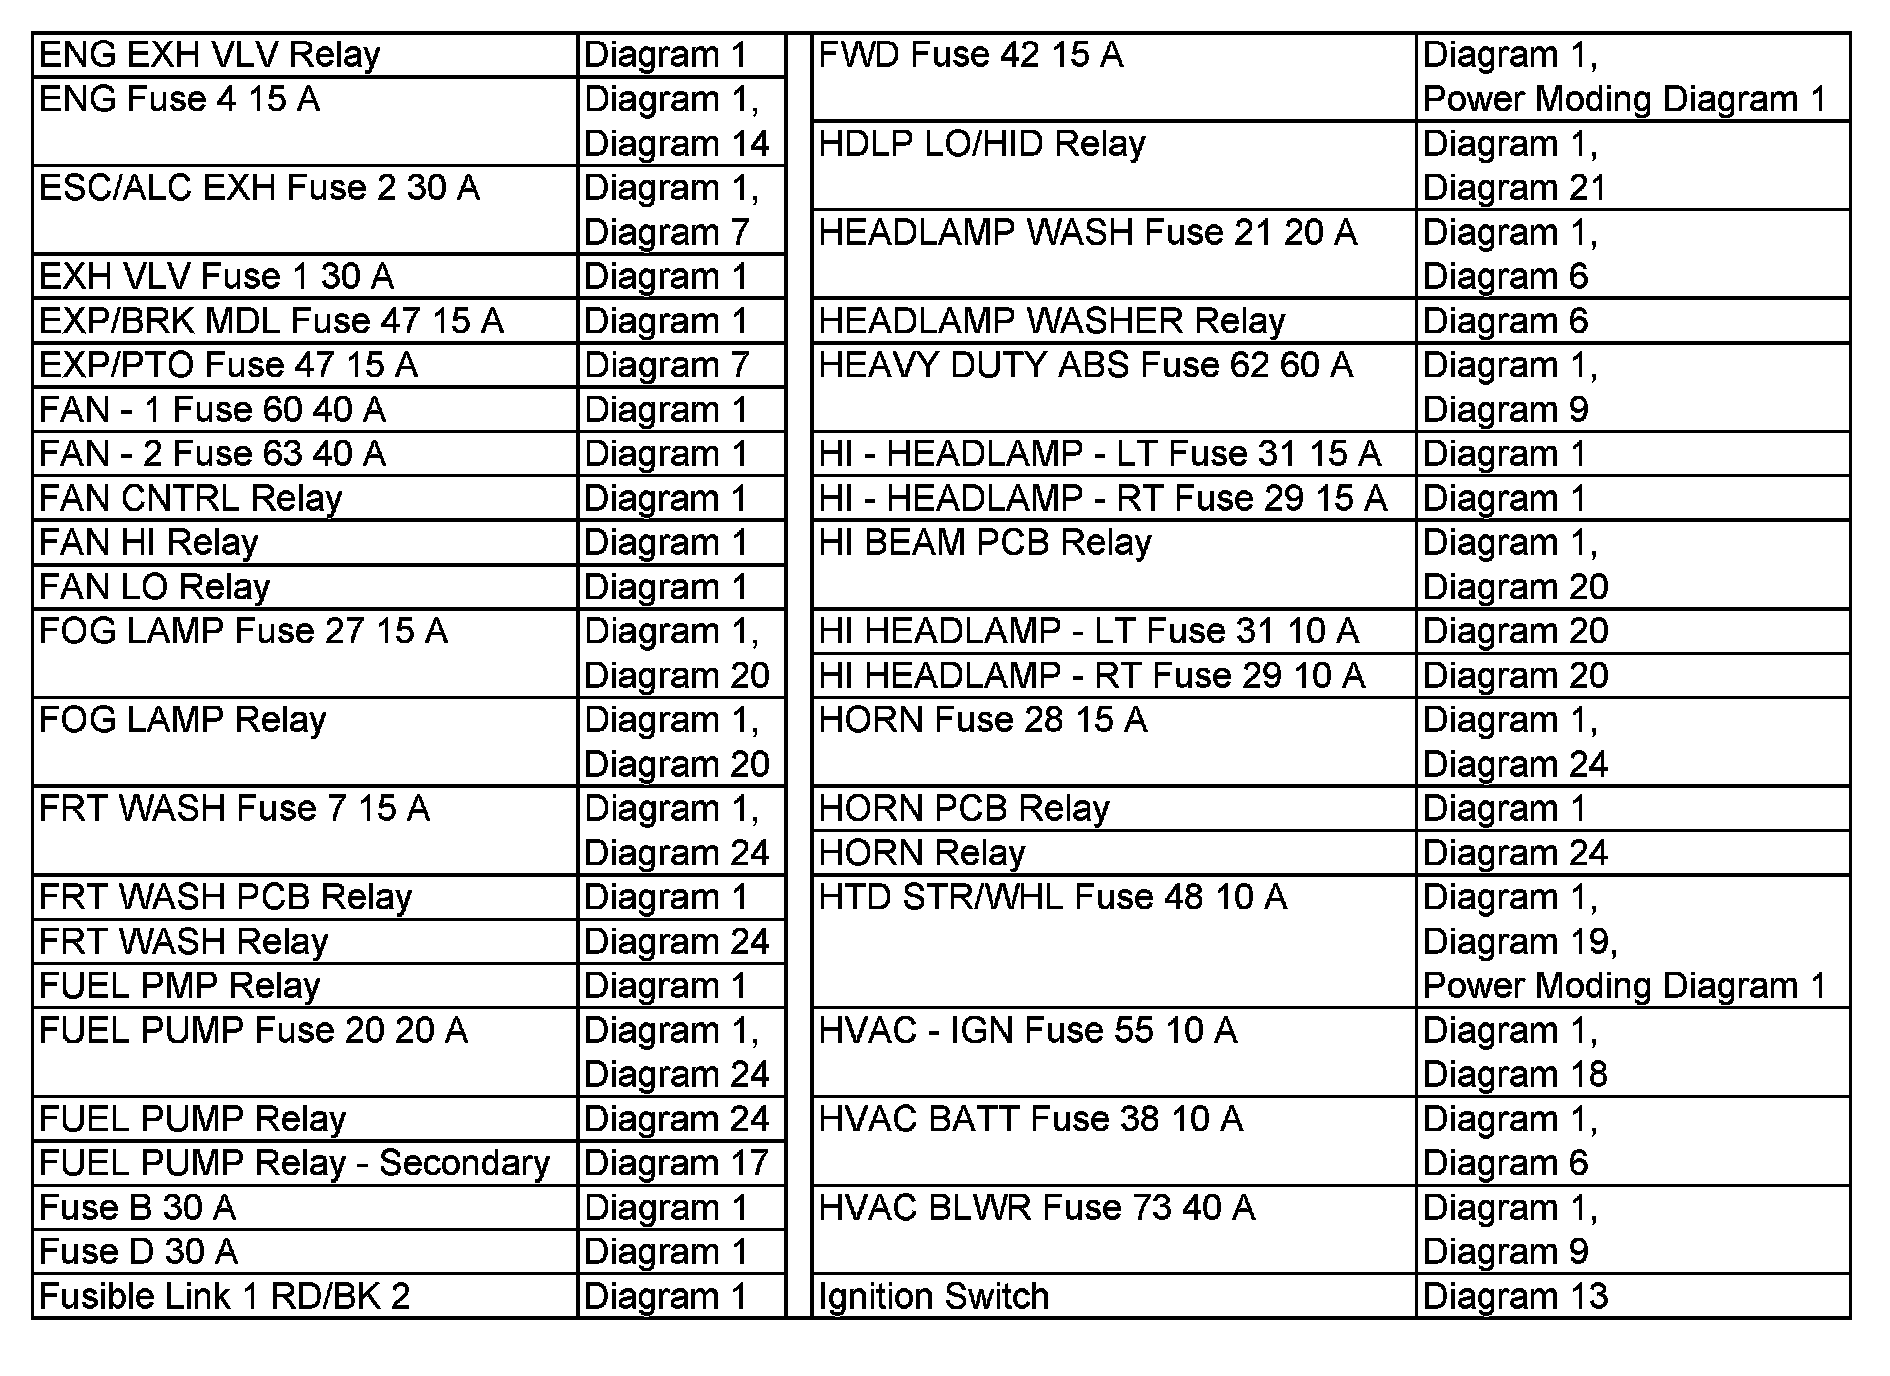 ENG EXH VLV Relay Diagram 1
ENG Fuse 4 15 A Diagram 1,
Diagram 14
ESC/ALC EXH Fuse 2 30 A Diagram 1,
Diagram 7
EXH VLV Fuse 1 30 A Diagram 1
EXP/BRK MDL Fuse 47 15 A Diagram 1
EXP/PTO Fuse 47 15 A Diagram 7
FAN - 1 Fuse 60 40 A Diagram 1
FAN - 2 Fuse 63 40 A Diagram 1
FAN CNTRL Relay Diagram 1
FAN HI Relay Diagram 1
FAN LO Relay Diagram 1
FOG LAMP Fuse 27 15 A Diagram 1,
Diagram 20
FOG LAMP Relay Diagram 1,
Diagram 20
FRT WASH Fuse 7 15 A Diagram 1,
Diagram 24
FRT WASH PCB Relay Diagram 1
FRT WASH Relay Diagram 24
FUEL PMP Relay Diagram 1
FUEL PUMP Fuse 20 20 A Diagram 1,
Diagram 24
FUEL PUMP Relay Diagram 24
FUEL PUMP Relay - Secondary Diagram 17
Fuse B 30 A Diagram 1
Fuse D 30 A Diagram 1
Fusible Link 1 RD/BK 2 Diagram 1
FWD Fuse 42 15 A Diagram 1,
Power Moding Diagram 1
HDLP LO/HID Relay Diagram 1,
Diagram 21
HEADLAMP WASH Fuse 21 20 A Diagram 1,
Diagram 6
HEADLAMP WASHER Relay Diagram 6
HEAVY DUTY ABS Fuse 62 60 A Diagram 1,
Diagram 9
HI - HEADLAMP - LT Fuse 31 15 A Diagram 1
HI - HEADLAMP - RT Fuse 29 15 A Diagram 1
HI BEAM PCB Relay Diagram 1,
Diagram 20
HI HEADLAMP - LT Fuse 31 10 A Diagram 20
HI HEADLAMP - RT Fuse 29 10 A Diagram 20
HORN Fuse 28 15 A Diagram 1,
Diagram 24
HORN PCB Relay Diagram 1
HORN Relay Diagram 24
HTD STR/WHL Fuse 48 10 A Diagram 1,
Diagram 19,
Power Moding Diagram 1
HVAC - IGN Fuse 55 10 A Diagram 1,
Diagram 18
HVAC BATT Fuse 38 10 A Diagram 1,
Diagram 6
HVAC BLWR Fuse 73 40 A Diagram 1,
Diagram 9
Ignition Switch Diagram 13